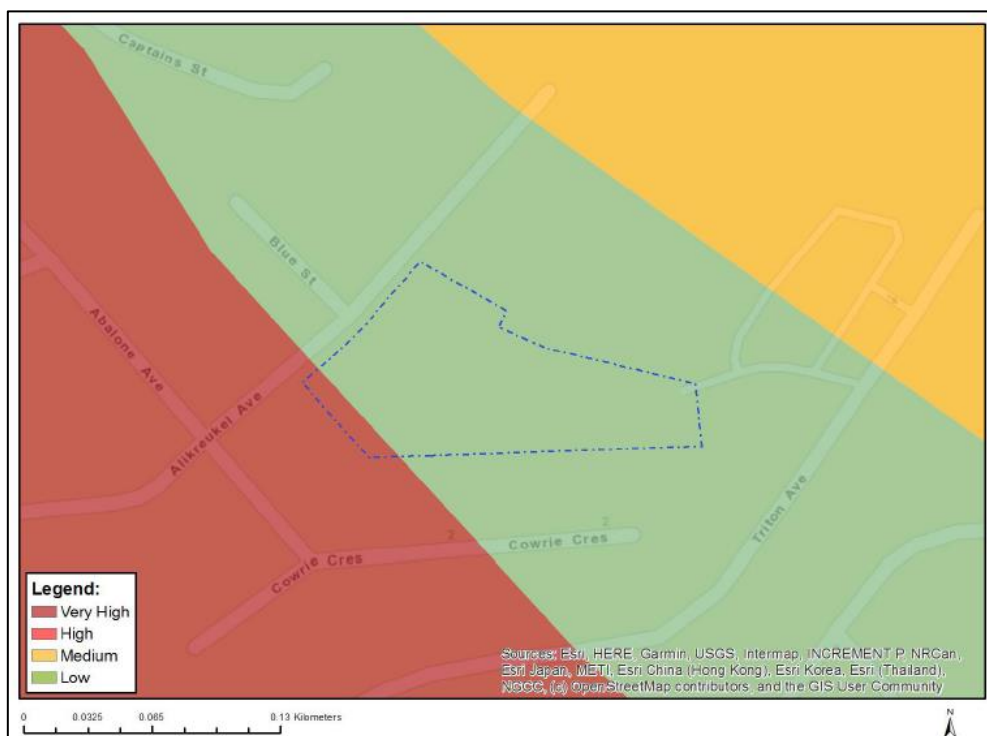 Captains St
Blue St
Abalone Ave
Alikreukel Ave
Triton Ave
2
2
Cowrie Cres
Cowrie Cres
Legend:
Very High
High
Medium
Low
Sources: Esri, HERE, Garmin, USGS, Intermap, INCREMENT P, NRCan,
Esri Japan, METI, Esri China (Hong Kong), Esri Korea, Esri (Thailand),
NGCC, (c) OpenStreetMap contributors, and the GIS User Community
0 0.0325 0.065 0.13 Kilometers
N